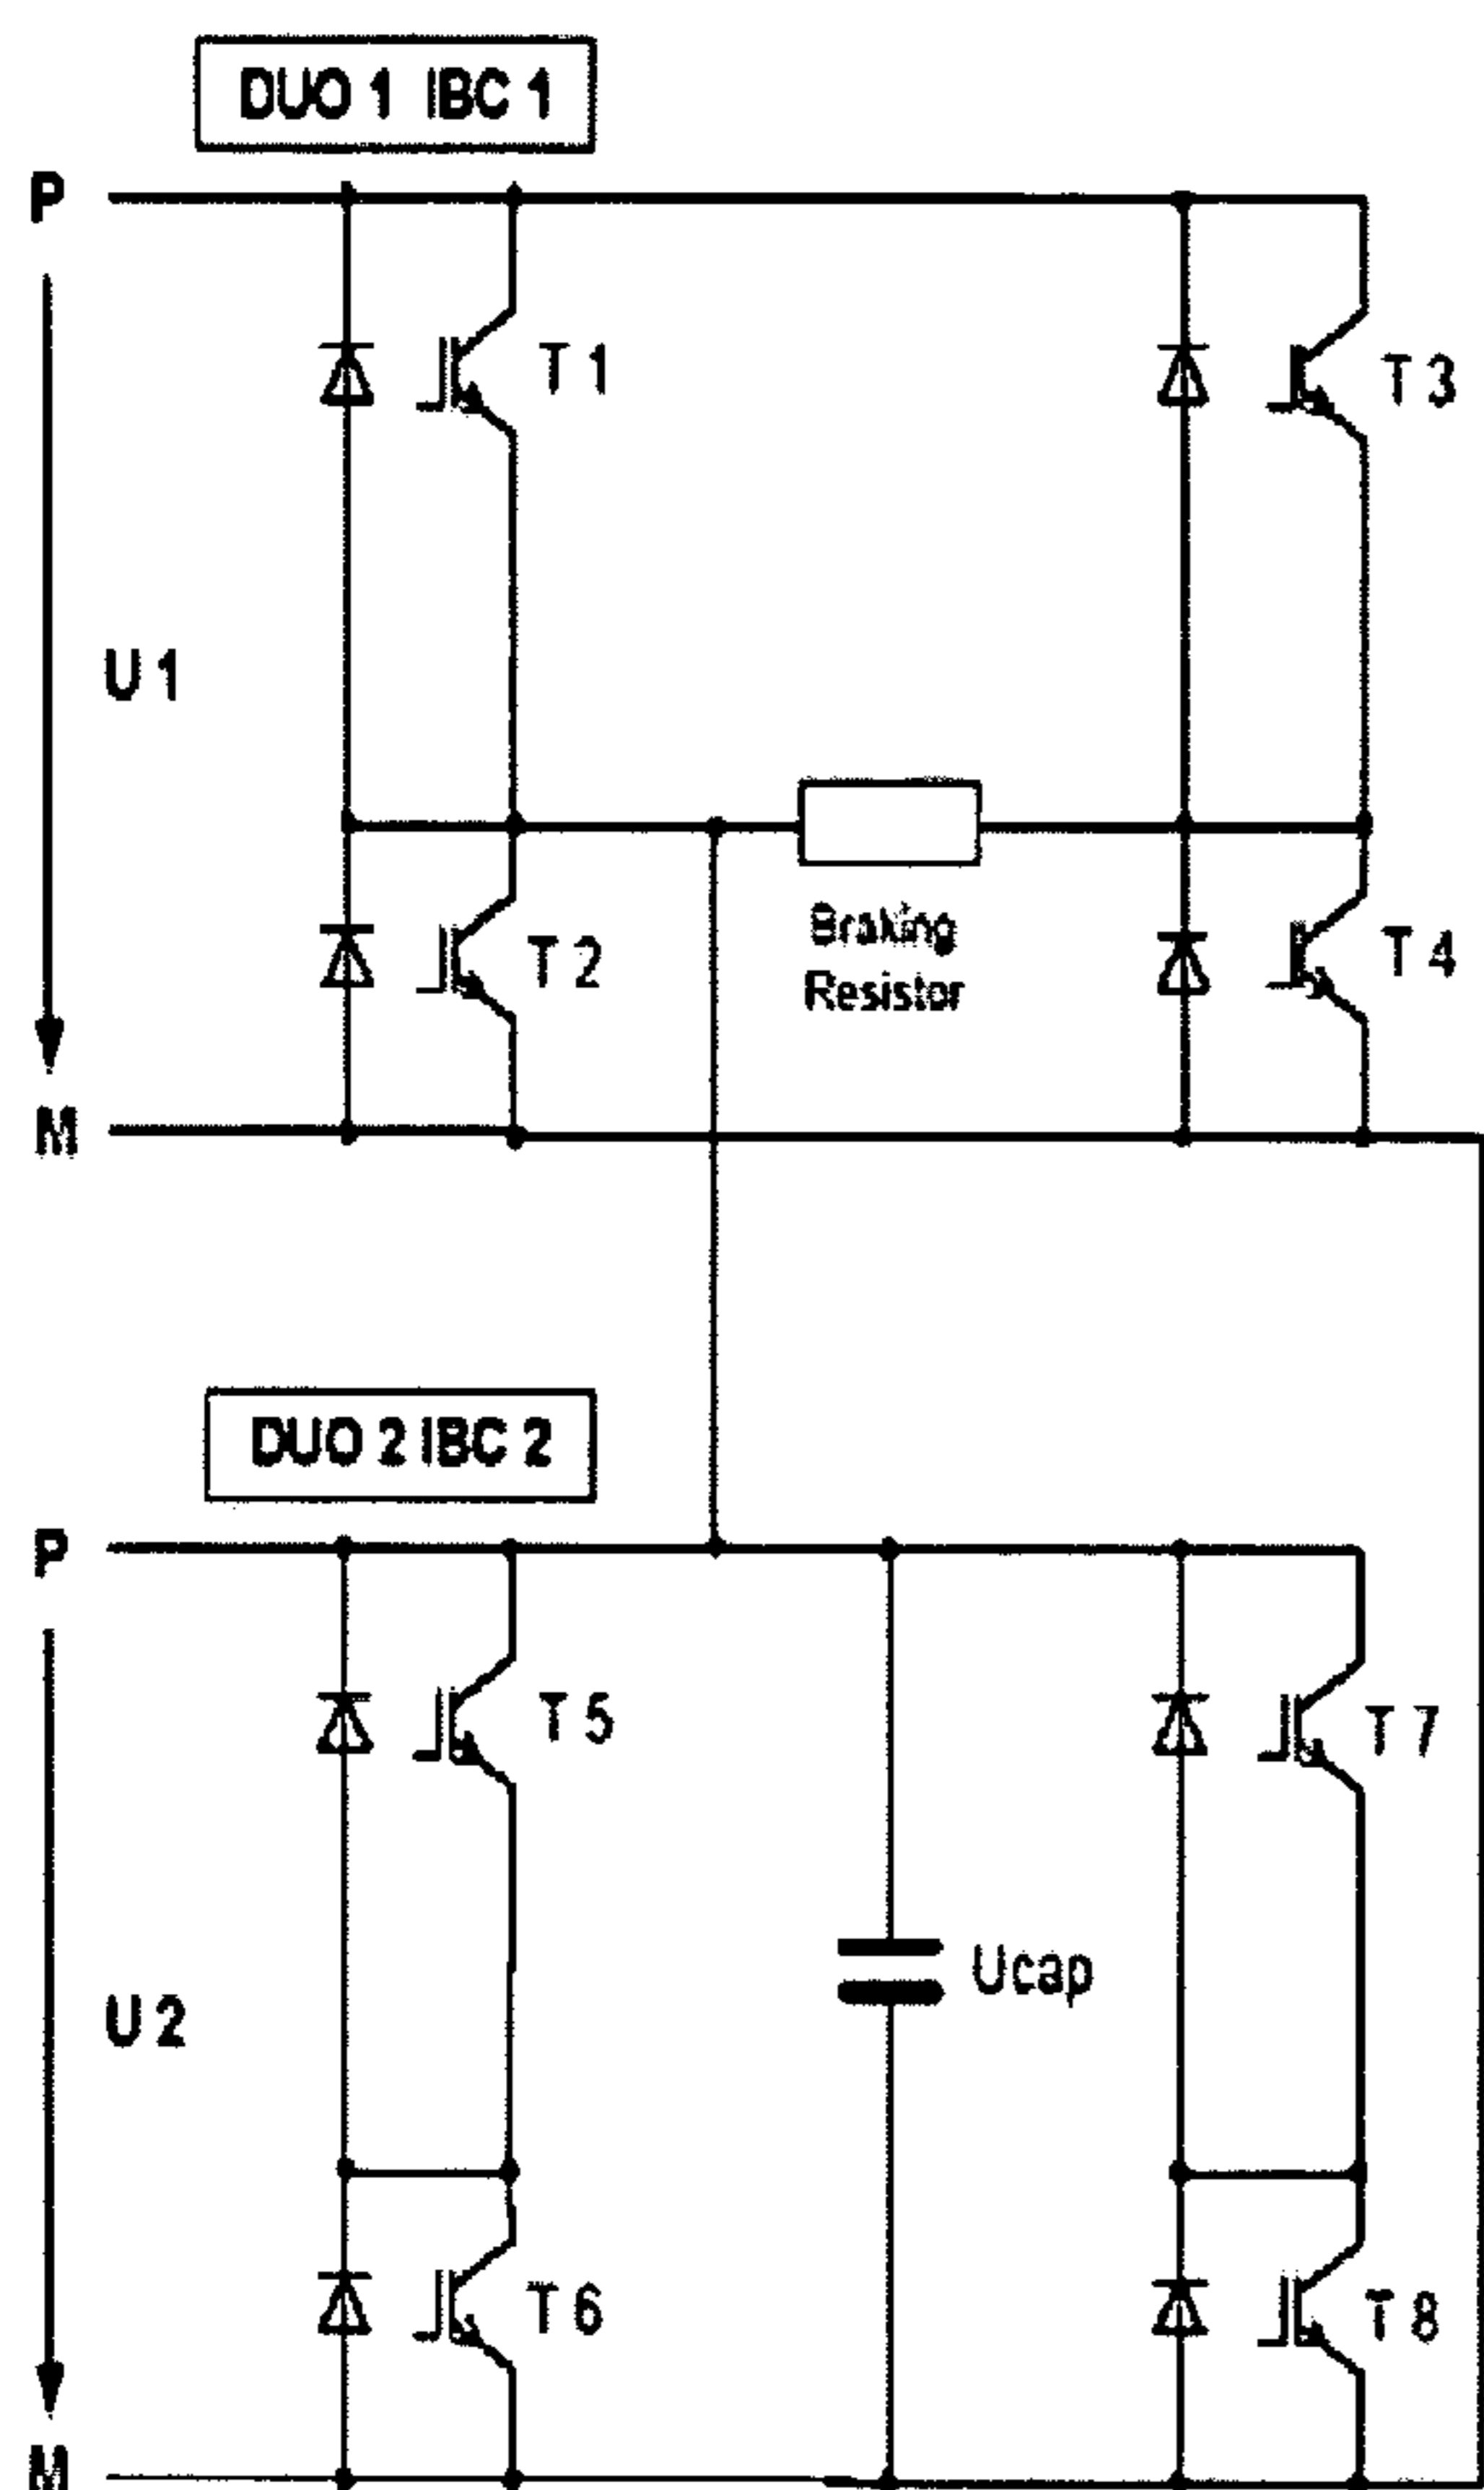 DUO 1 IBC 1
P
T 1
T 3
U 1
Braking
Resistor
T 2
T 4
M
DUO 2 IBC 2
P
T 5
T 7
Ucap
U 2
T 6
T 8
M